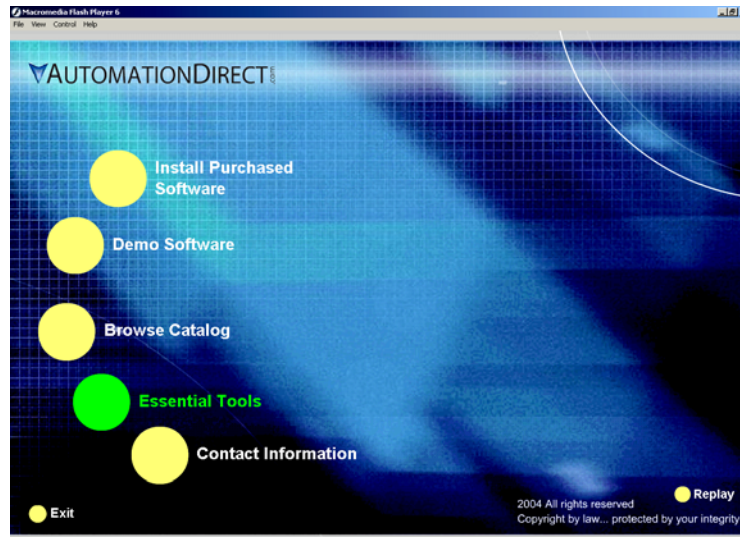 Macromedia Flash Player 6
File View Control Help
AUTOMATIONDIRECT.com
Install Purchased
Software
Demo Software
Browse Catalog
Essential Tools
Contact Information
Exit
Replay
2004 All rights reserved
Copyright by law... protected by your integrity